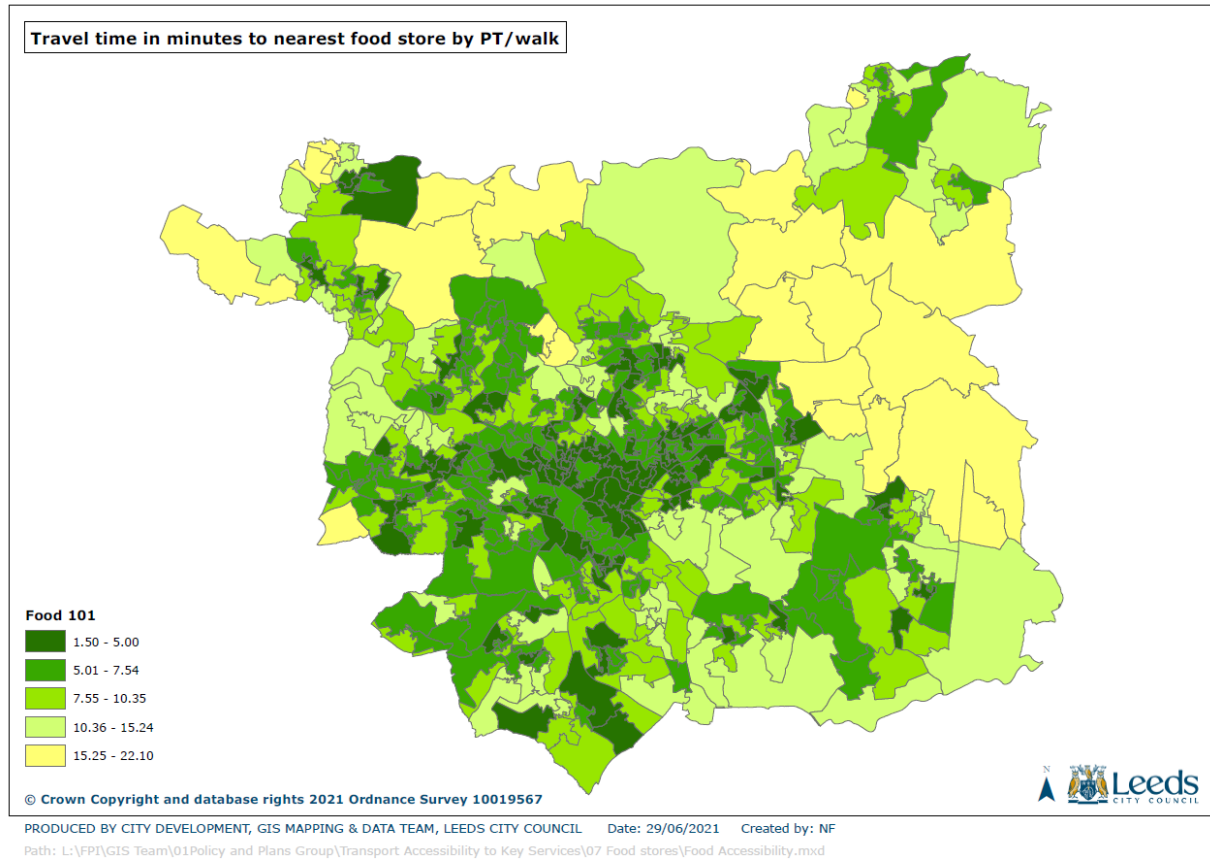 Travel time in minutes to nearest food store by PT/walk
Food 101
1.50 - 5.00
5.01 - 7.54
7.55 - 10.35
10.36 - 15.24
15.25 - 22.10
© Crown Copyright and database rights 2021 Ordnance Survey 10019567
N
Leeds
CITY COUNCIL
PRODUCED BY CITY DEVELOPMENT, GIS MAPPING & DATA TEAM, LEEDS CITY COUNCIL Date: 29/06/2021 Created by: NF
Path: L:\FPI\GIS Team\01Policy and Plans Group\Transport Accessibility to Key Services\07 Food stores\Food Accessibility.mxd